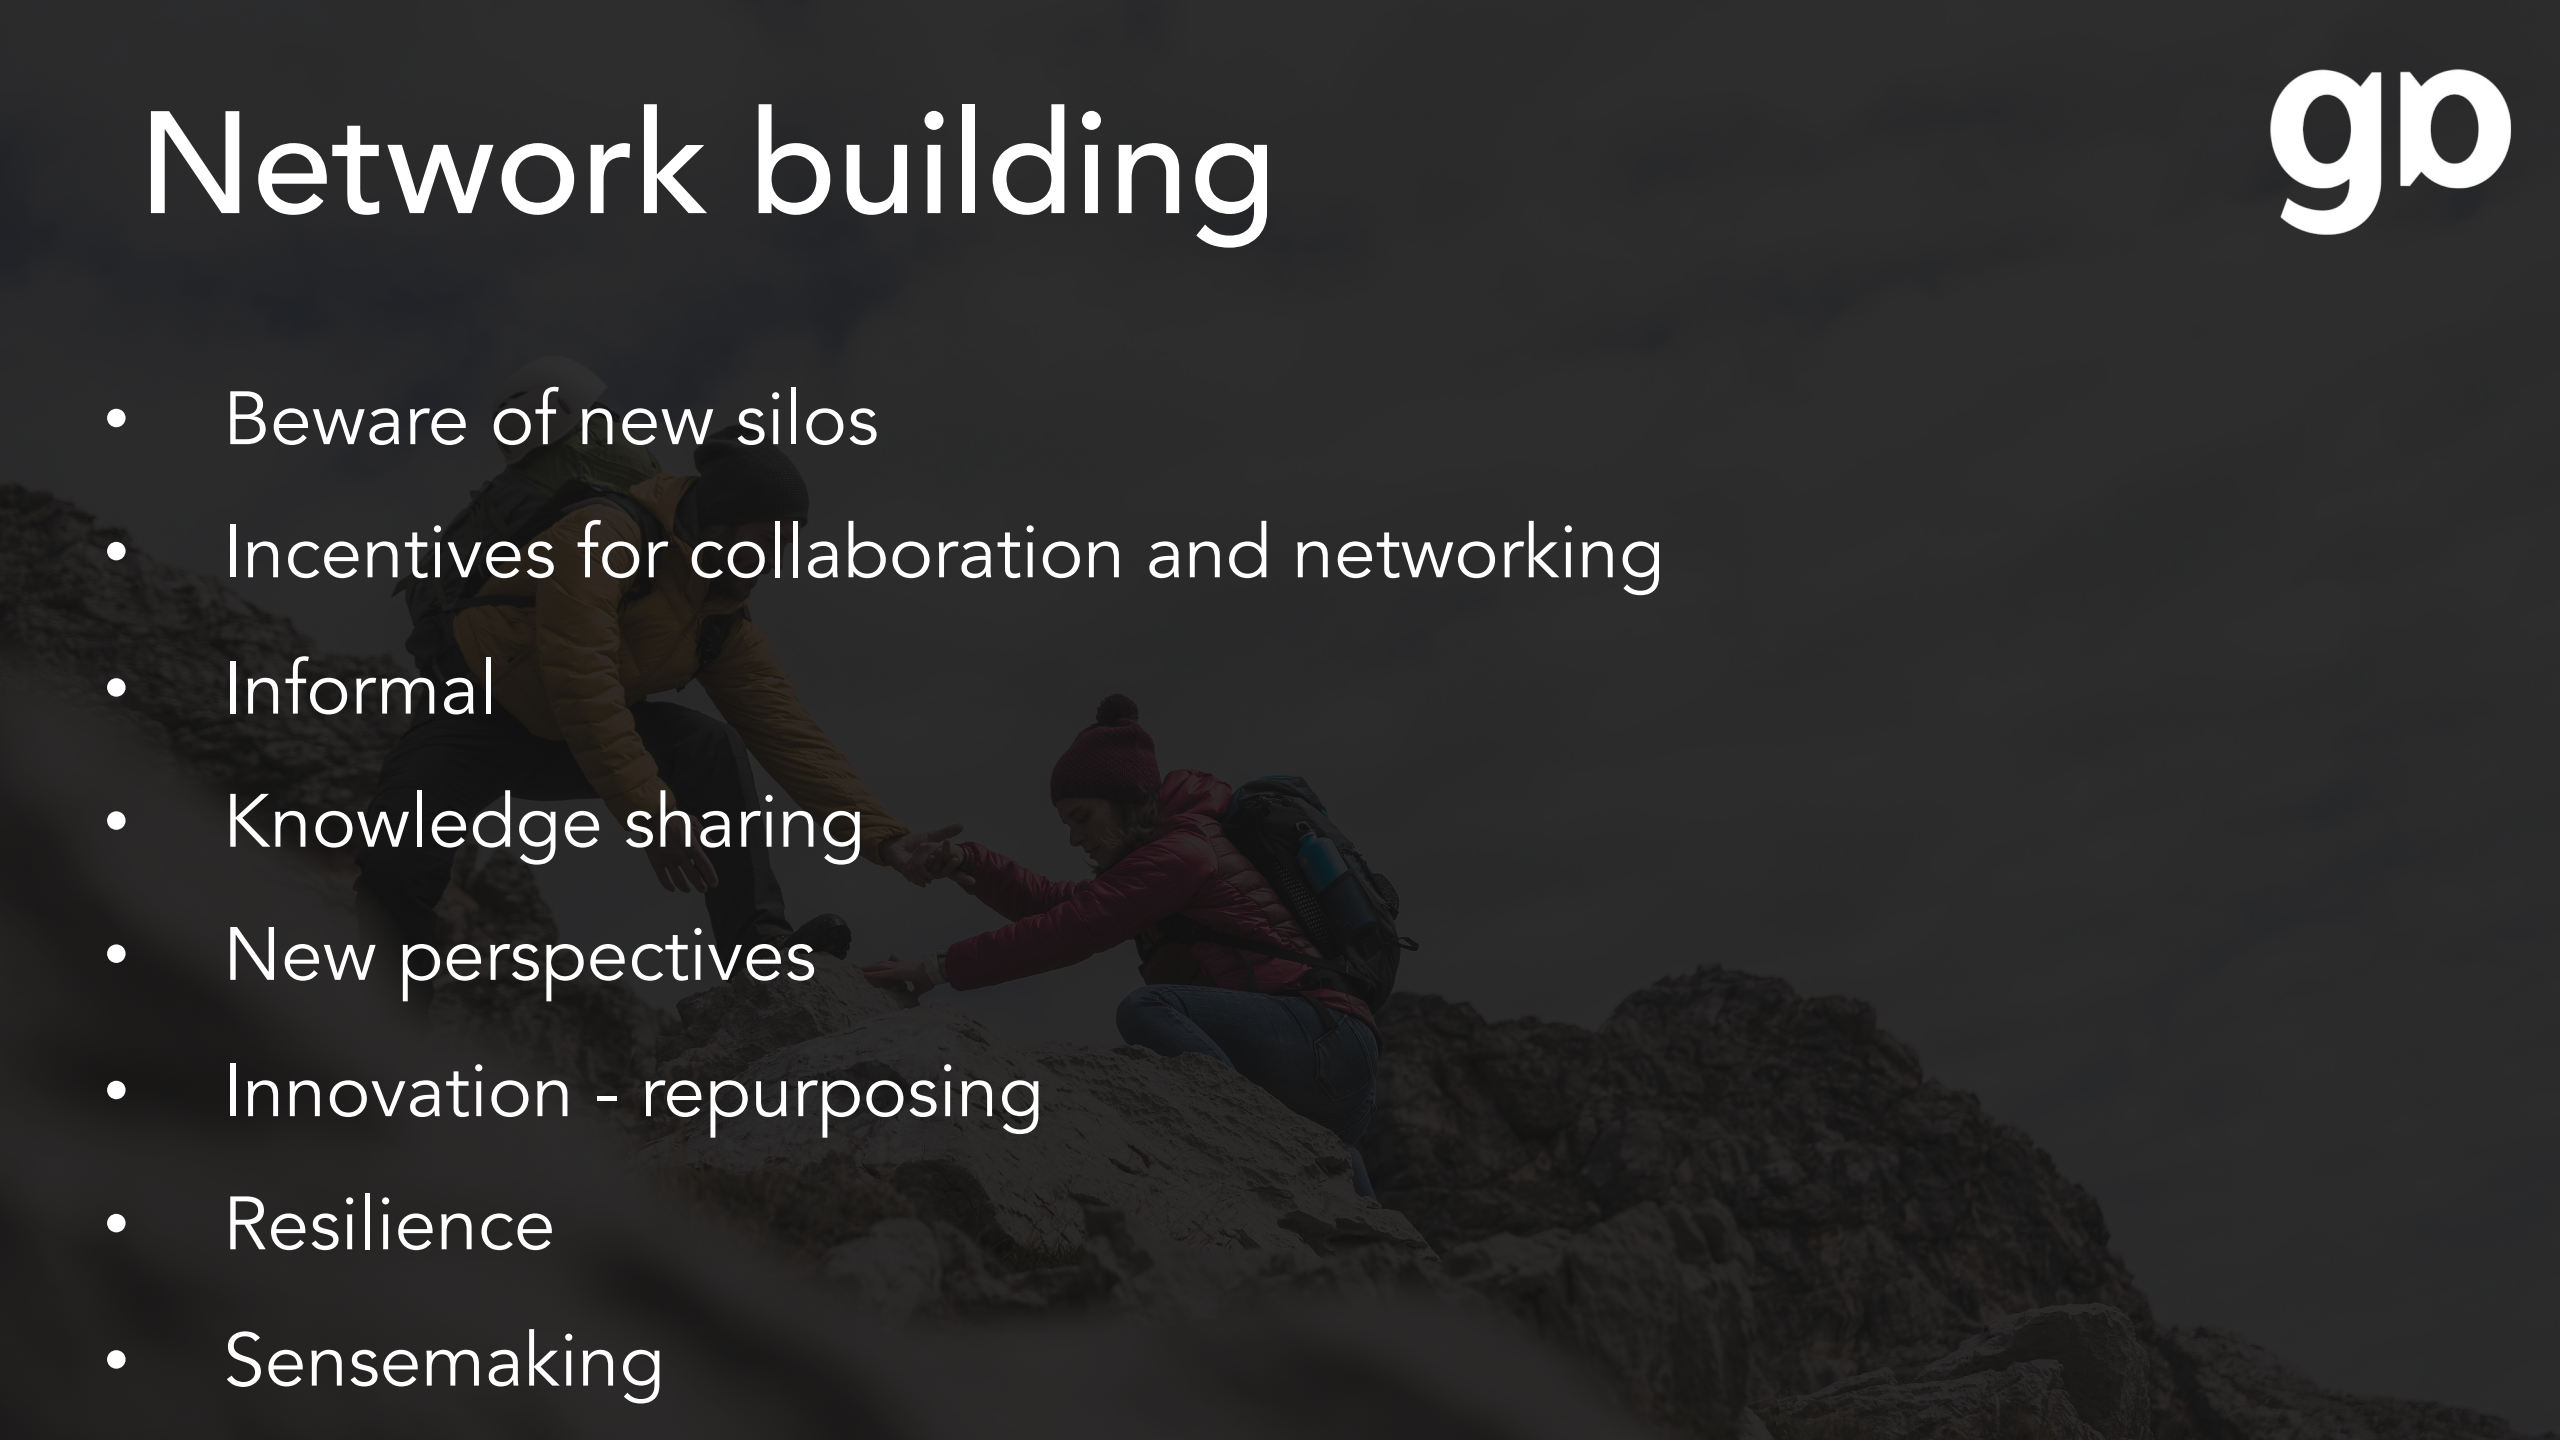 Network building
• Beware of new silos
• Incentives for collaboration and networking
• Informal
• Knowledge sharing
• New perspectives
• Innovation - repurposing
• Resilience
• Sensemaking